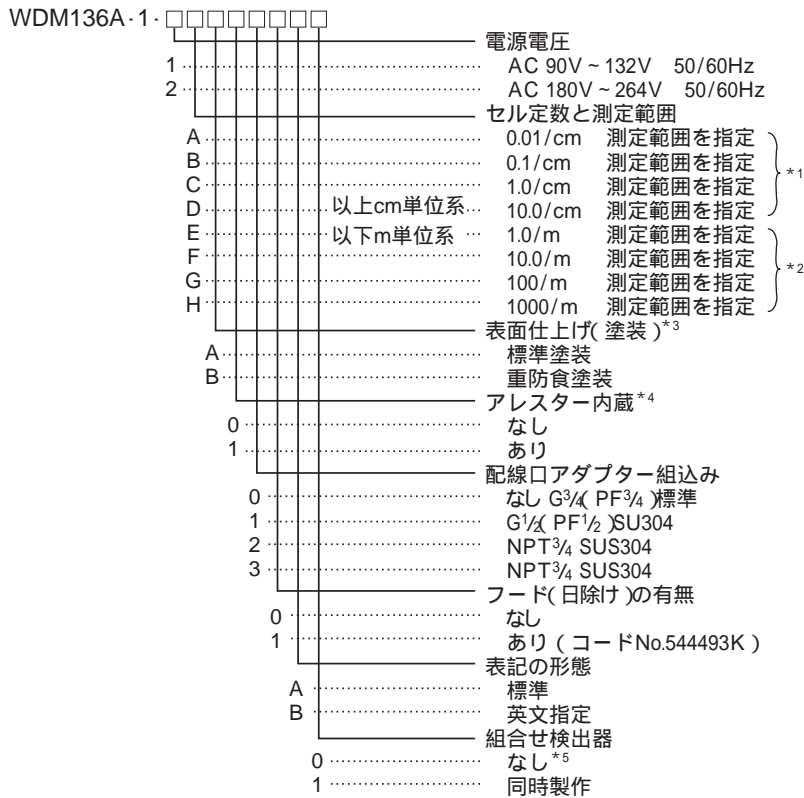 WDM136A-1-□□□□□□□□
電源電圧
1 AC 90V~132V 50/60Hz
2 AC 180V~264V 50/60Hz
セル定数と測定範囲
A 0.01/cm 測定範囲を指定
B 0.1/cm 測定範囲を指定
*1
C 1.0/cm 測定範囲を指定
D 以上cm単位系 10.0/cm 測定範囲を指定
E 以下m単位系 1.0/m 測定範囲を指定
F 10.0/m 測定範囲を指定
*2
G 100/m 測定範囲を指定
H 1000/m 測定範囲を指定
表面仕上げ(塗装)*3
A 標準塗装
B 重防食塗装
アレスター内蔵*4
0 なし
1 あり
配線口アダプター組込み
0 なし G3/4(PF3/4)標準
1 G1/2(PF1/2)SU304
2 NPT3/4 SUS304
3 NPT3/4 SUS304
フード(日除け)の有無
0 なし
1 あり(コードNo.544493K)
表記の形態
A 標準
B 英文指定
組合せ検出器
0 なし*5
1 同時製作